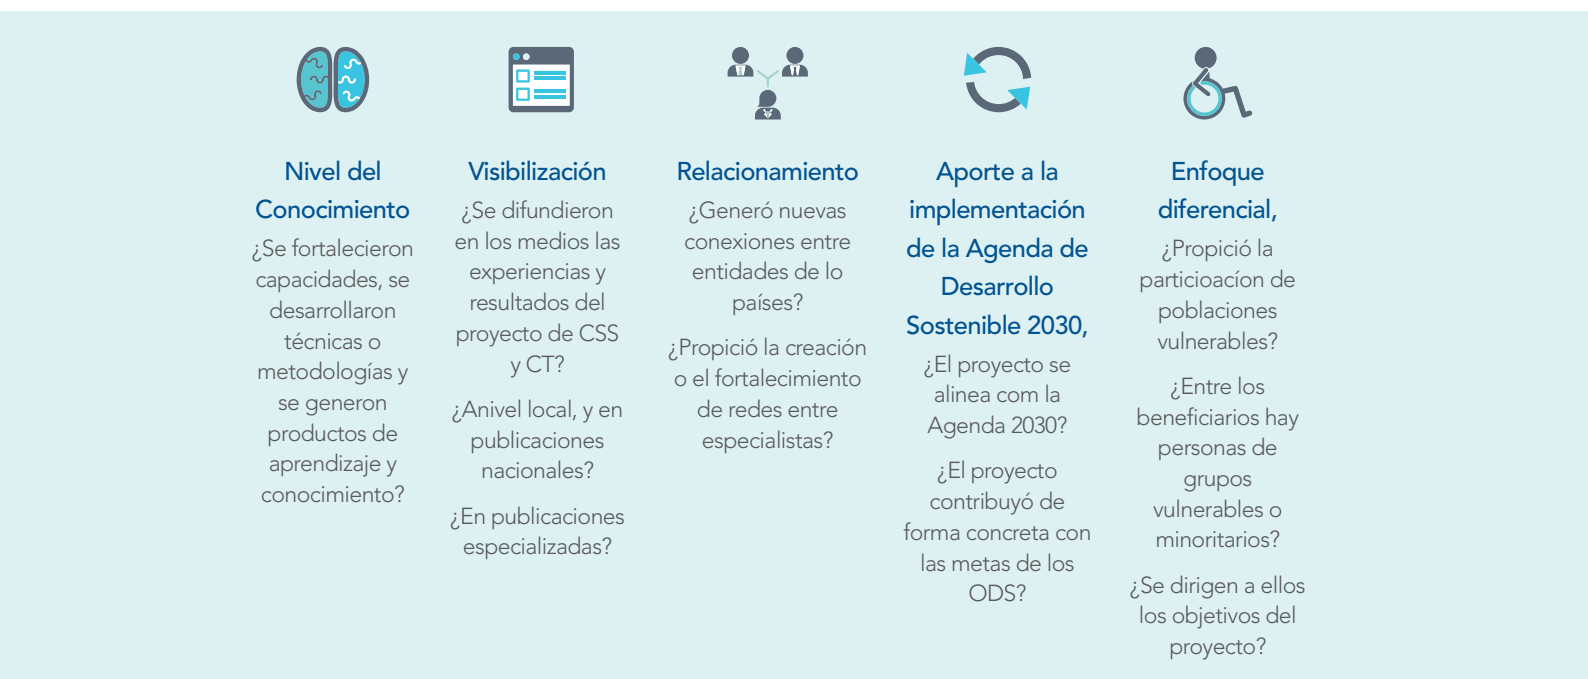 Nivel del
Conocimiento
¿Se fortalecieron
capacidades, se
desarrollaron
técnicas o
metodologías y
se generon
productos de
aprendizaje y
conocimiento?
Visibilización
¿Se difundieron
en los medios las
experiencias y
resultados del
proyecto de CSS
y CT?
¿Anivel local, y en
publicaciones
nacionales?
¿En publicaciones
especializadas?
Relacionamiento
¿Generó nuevas
conexiones entre
entidades de lo
países?
¿Propició la creación
o el fortalecimiento
de redes entre
especialistas?
Aporte a la
implementación
de la Agenda de
Desarrollo
Sostenible 2030,
¿El proyecto se
alinea com la
Agenda 2030?
¿El proyecto
contribuyó de
forma concreta con
las metas de los
ODS?
Enfoque
diferencial,
¿Propició la
particioacíon de
poblaciones
vulnerables?
¿Entre los
beneficiarios hay
personas de
grupos
vulnerables o
minoritarios?
¿Se dirigen a ellos
los objetivos del
proyecto?